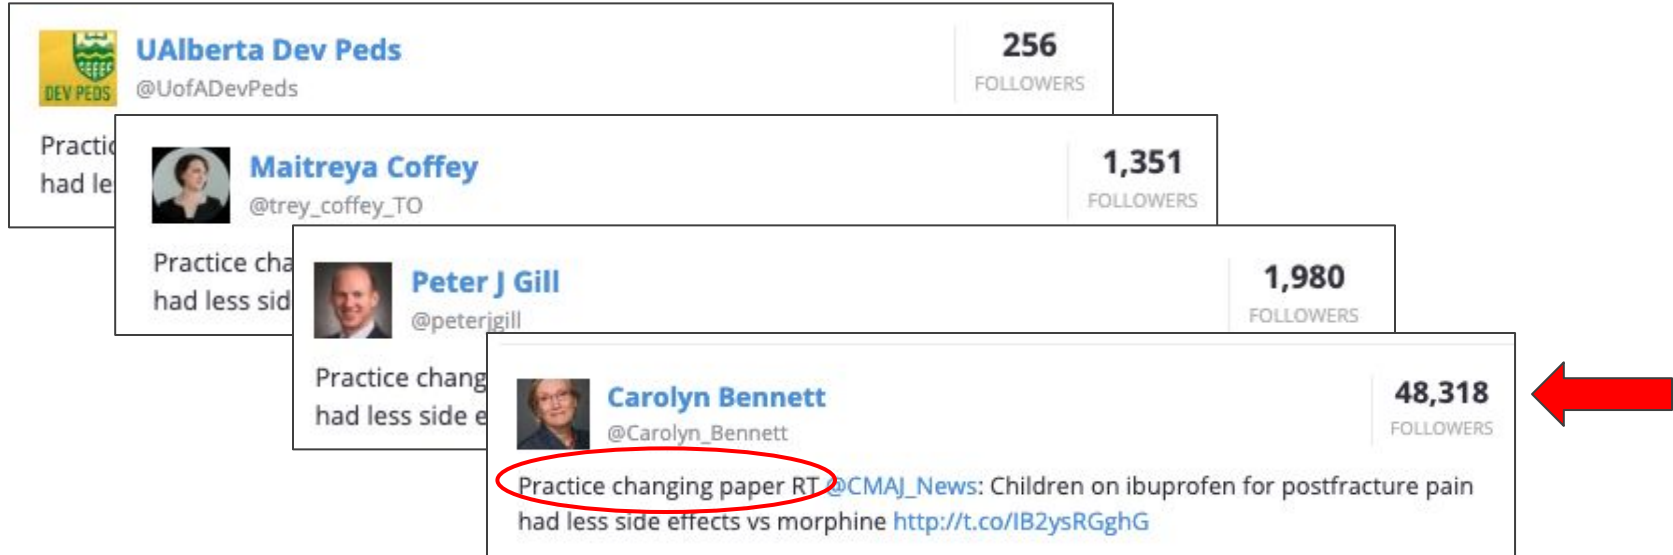 DEV PEDS
UAlberta Dev Peds
@UofADevPeds
256
FOLLOWERS
Practic
had le
Maitreya Coffey
@trey_coffey_TO
1,351
FOLLOWERS
Practice cha
had less sid
Peter J Gill
@peterjgill
1,980
FOLLOWERS
Practice chang
had less side e
Carolyn Bennett
@Carolyn_Bennett
48,318
FOLLOWERS
Practice changing paper RT @CMAJ_News: Children on ibuprofen for postfracture pain
had less side effects vs morphine http://t.co/IB2ysRGghG